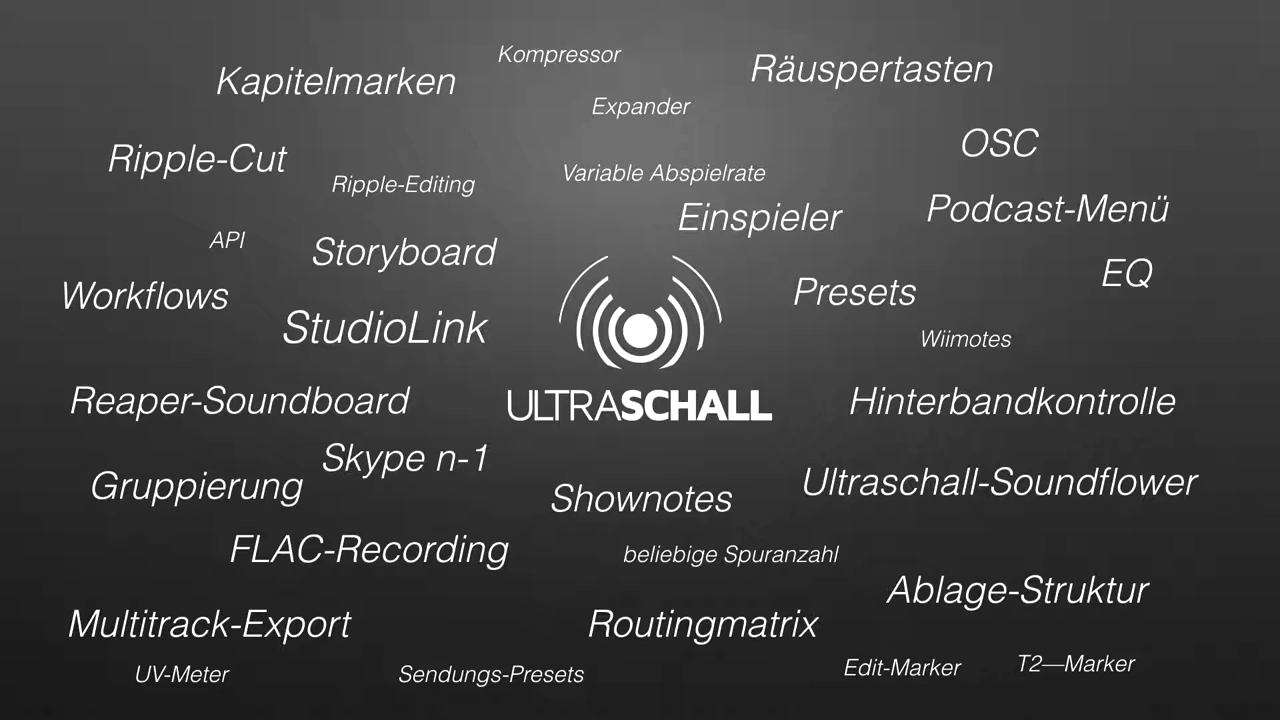 Kompressor
Kapitelmarken
Räuspertasten
Expander
OSC
Ripple-Cut
Ripple-Editing
Variable Abspielrate
Einspieler
Podcast-Menü
API
Storyboard
EQ
Workflows
Presets
StudioLink
Wiimotes
Reaper-Soundboard
ULTRASCHALL
Hinterbandkontrolle
Skype n-1
Gruppierung
Shownotes
Ultraschall-Soundflower
FLAC-Recording
beliebige Spuranzahl
Ablage-Struktur
Multitrack-Export
Routingmatrix
UV-Meter
Sendungs-Presets
Edit-Marker
T2—Marker